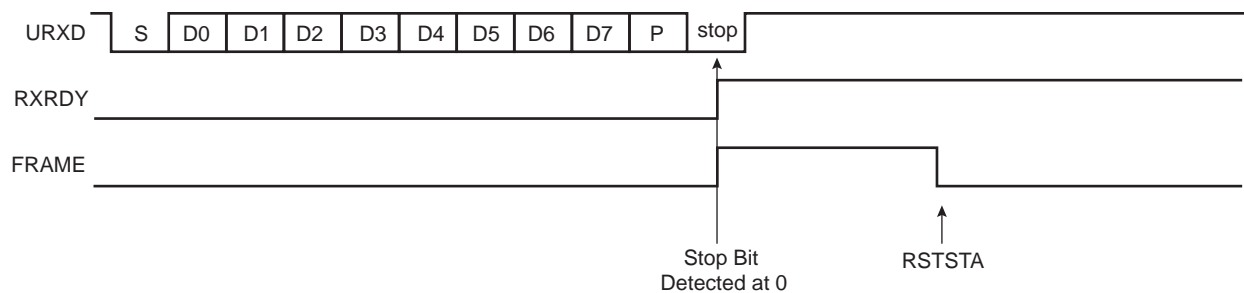 URXD S D0 D1 D2 D3 D4 D5 D6 D7 P stop
RXRDY
FRAME
Stop Bit
Detected at 0
RSTSTA